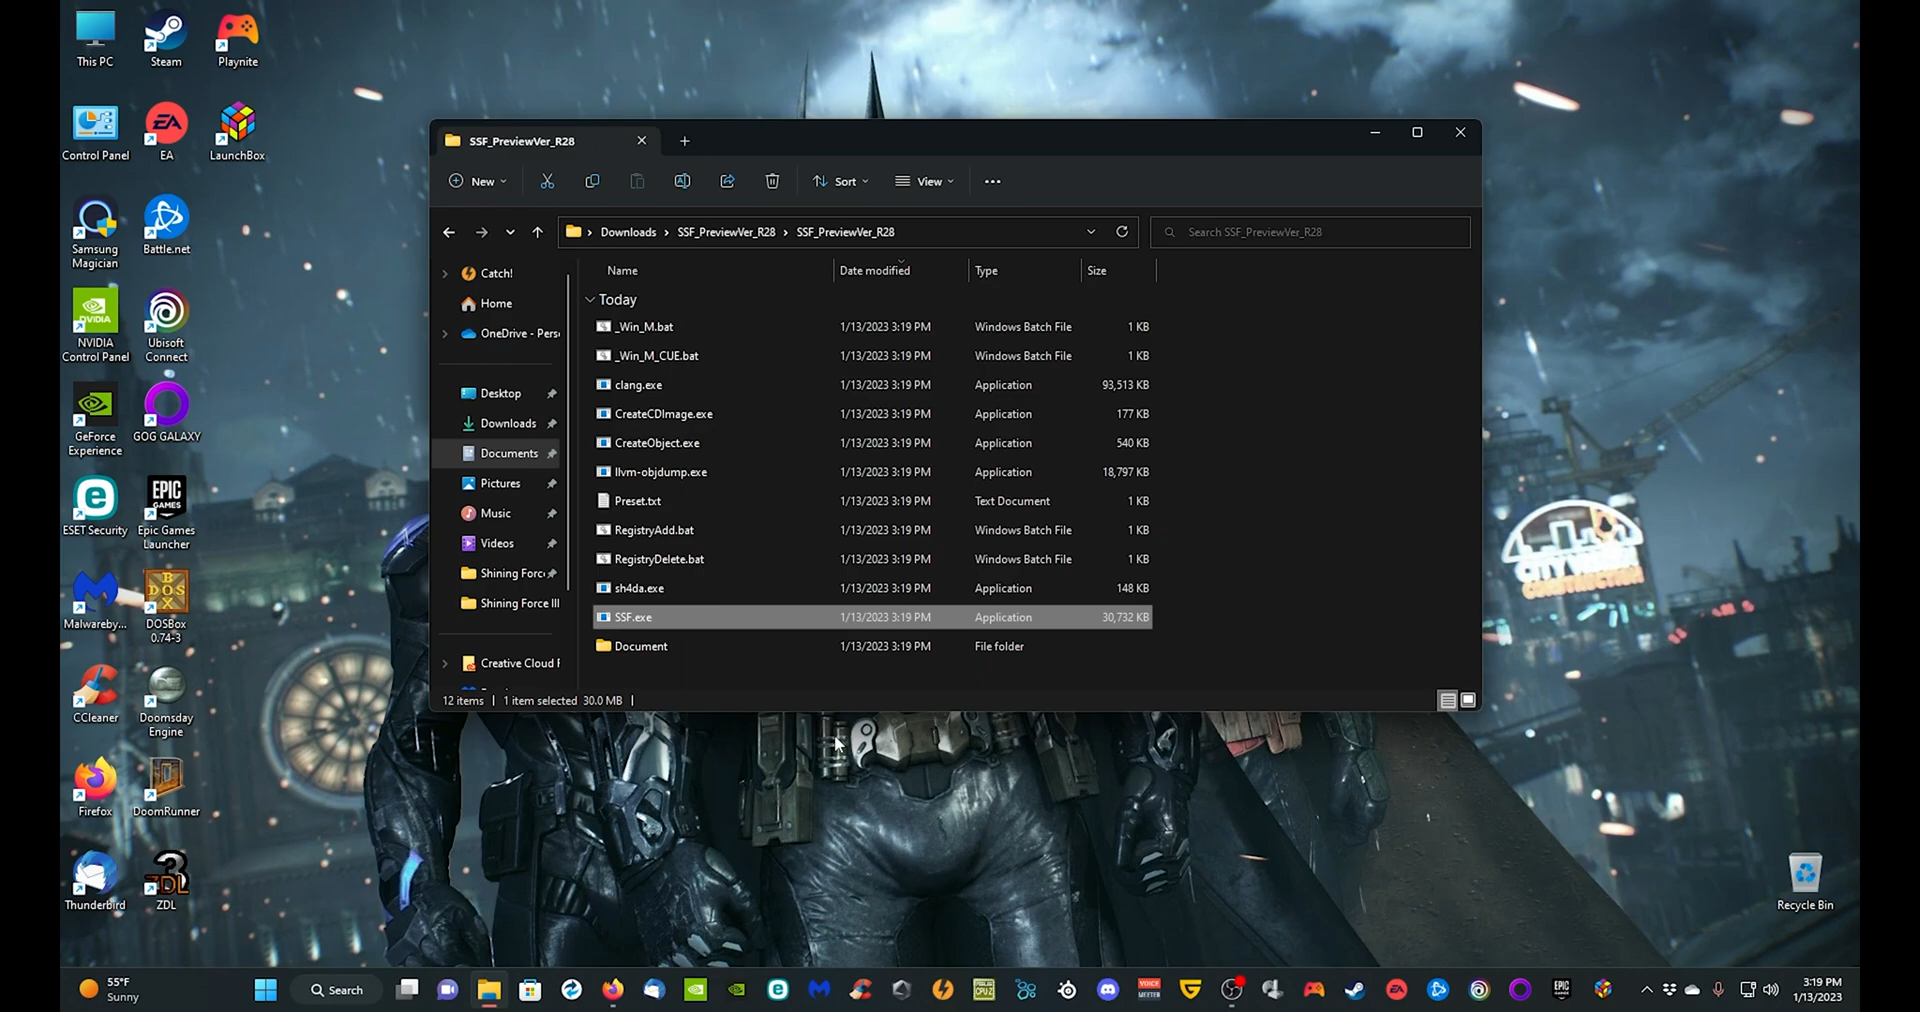 This PC
Steam
Playnite
Control Panel
EA
LaunchBox
Samsung
Magician
Battle.net
NVIDIA
NVIDIA
Control Panel
Ubisoft
Connect
GeForce
Experience
GOG GALAXY
ESET Security
EPIC
GAMES
Epic Games
Launcher
Malwareby...
DOSBox
0.74-3
CCleaner
Doomsday
Engine
Firefox
DoomRunner
Thunderbird
ZDL
SSF_PreviewVer_R28
New
Sort
View
Downloads > SSF_PreviewVer_R28 > SSF_PreviewVer_R28
Search SSF_PreviewVer_R28
Catch!
Home
OneDrive - Pers
Desktop
Downloads
Documents
Pictures
Music
Videos
Shining Forc
Shining Force III
Creative Cloud F
Name Date modified Type Size
Today
_Win_M.bat 1/13/2023 3:19 PM Windows Batch File 1 KB
_Win_M_CUE.bat 1/13/2023 3:19 PM Windows Batch File 1 KB
clang.exe 1/13/2023 3:19 PM Application 93,513 KB
CreateCDImage.exe 1/13/2023 3:19 PM Application 177 KB
CreateObject.exe 1/13/2023 3:19 PM Application 540 KB
llvm-objdump.exe 1/13/2023 3:19 PM Application 18,797 KB
Preset.txt 1/13/2023 3:19 PM Text Document 1 KB
RegistryAdd.bat 1/13/2023 3:19 PM Windows Batch File 1 KB
RegistryDelete.bat 1/13/2023 3:19 PM Windows Batch File 1 KB
sh4da.exe 1/13/2023 3:19 PM Application 148 KB
SSF.exe 1/13/2023 3:19 PM Application 30,732 KB
Document 1/13/2023 3:19 PM File folder
12 items | 1 item selected 30.0 MB |
CONSTRUCTION
Recycle Bin
55°F
Sunny
Search
3:19 PM
1/13/2023